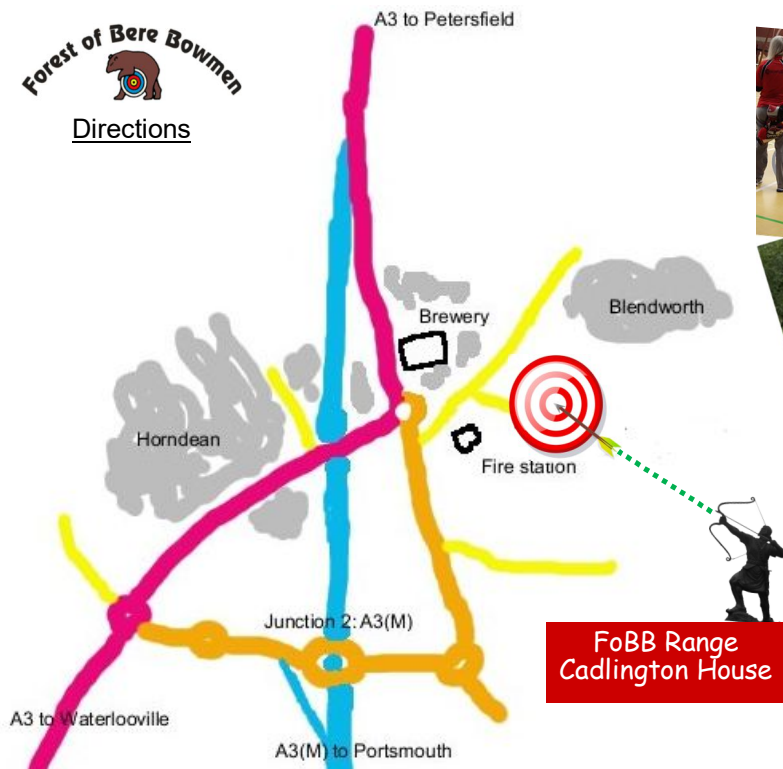 Forest of Bere Bowmen
Directions
A3 to Petersfield
Brewery
Blendworth
Horndean
Fire station
Junction 2: A3(M)
FoBB Range
Cadlington House
A3 to Waterlooville
A3(M) to Portsmouth